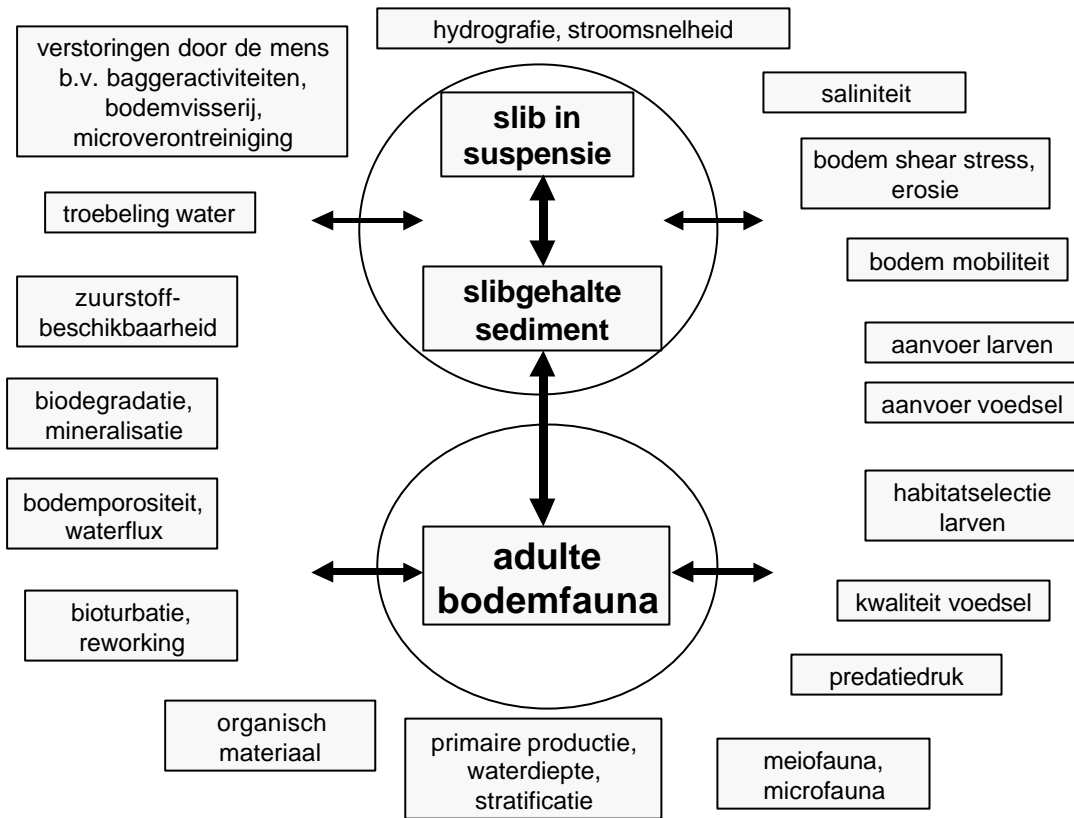 hydrografie, stroomsnelheid
verstoringen door de mens
b.v. baggeractiviteiten,
bodemvisserij,
microverontreiniging
saliniteit
slib in
suspensie
bodem shear stress,
erosie
troebeling water
bodem mobiliteit
zuurstoff-
beschikbaarheid
slibgehalte
sediment
aanvoer larven
biodegradatie,
mineralisatie
aanvoer voedsel
bodemporositeit,
waterflux
habitatselectie
larven
adulte
bodemfauna
bioturbatie,
reworking
kwaliteit voedsel
predatiedruk
organisch
materiaal
primaire productie,
waterdiepte,
stratificatie
meiofauna,
microfauna